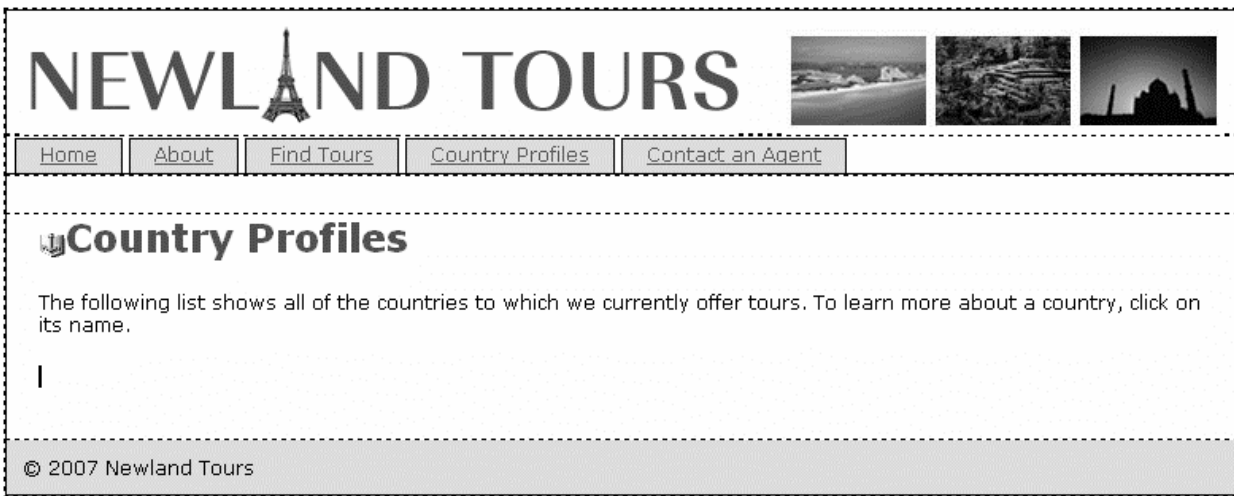 NEWLAND TOURS
Home About Find Tours Country Profiles Contact an Agent
Country Profiles
The following list shows all of the countries to which we currently offer tours. To learn more about a country, click on
its name.
© 2007 Newland Tours